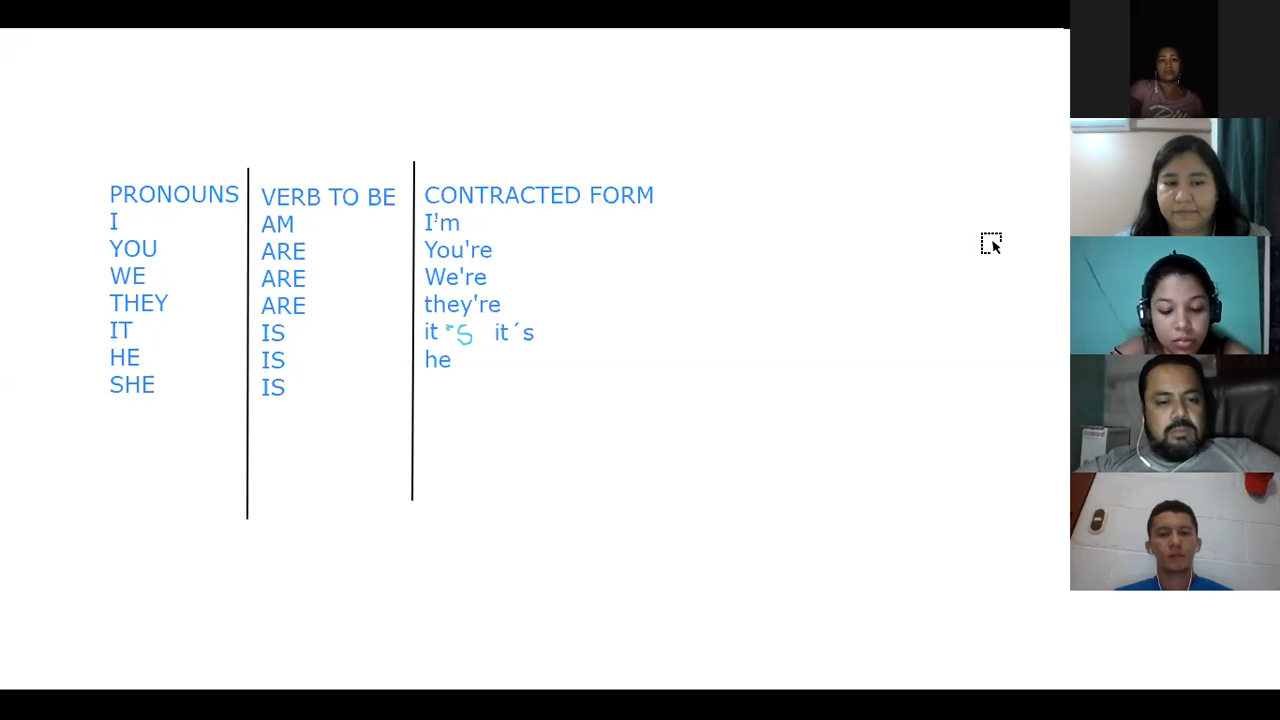 PRONOUNS VERB TO BE CONTRACTED FORM
I AM I'm
YOU ARE You're
WE ARE We're
THEY ARE they're
IT IS it 's it´s
HE IS he
SHE IS